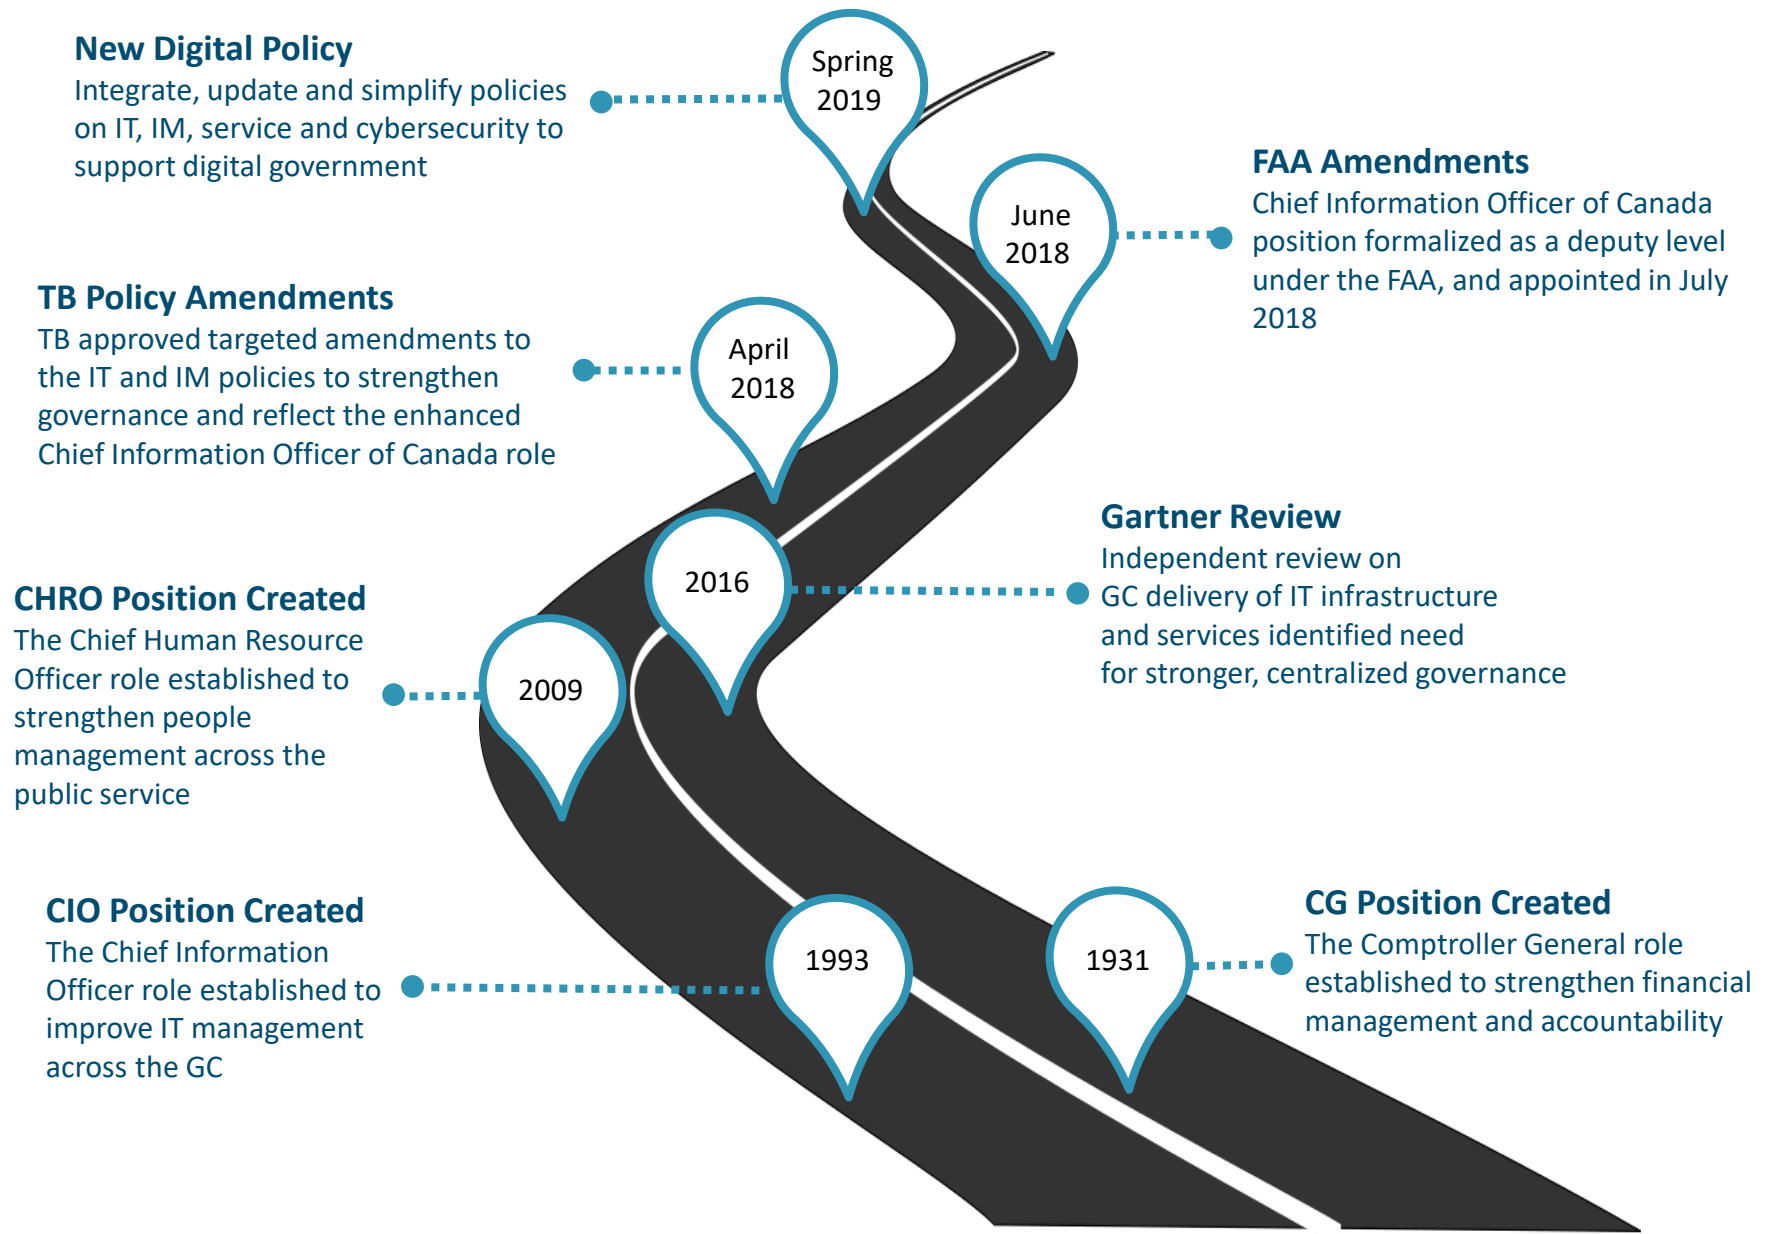 New Digital Policy
Integrate, update and simplify policies
on IT, IM, service and cybersecurity to
support digital government
Spring
2019
FAA Amendments
Chief Information Officer of Canada
position formalized as a deputy level
under the FAA, and appointed in July
2018
June
2018
TB Policy Amendments
TB approved targeted amendments to
the IT and IM policies to strengthen
governance and reflect the enhanced
Chief Information Officer of Canada role
April
2018
Gartner Review
Independent review on
GC delivery of IT infrastructure
and services identified need
for stronger, centralized governance
2016
CHRO Position Created
The Chief Human Resource
Officer role established to
strengthen people
management across the
public service
2009
CIO Position Created
The Chief Information
Officer role established to
improve IT management
across the GC
1993
1931
CG Position Created
The Comptroller General role
established to strengthen financial
management and accountability